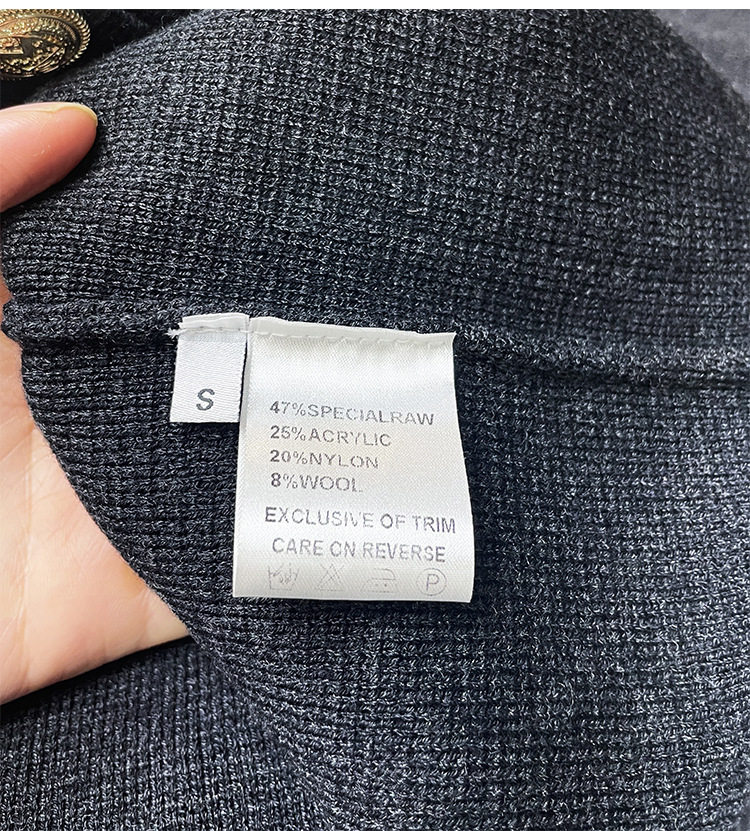 S
47%SPECIALRAW
25%ACRYLIC
20%NYLON
8%WOOL
EXCLUSIVE OF TRIM
CARE ON REVERSE
P